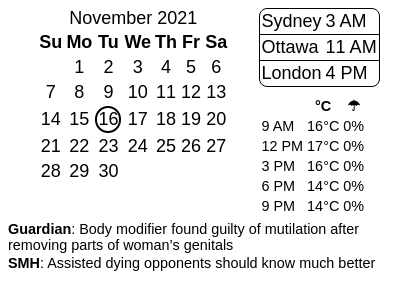 November 2021
Su Mo Tu We Th Fr Sa
1 2 3 4 5 6
7 8 9 10 11 12 13
14 15 16 17 18 19 20
21 22 23 24 25 26 27
28 29 30
Sydney 3 AM
Ottawa 11 AM
London 4 PM
°C ☂
9 AM 16°C 0%
12 PM 17°C 0%
3 PM 16°C 0%
6 PM 14°C 0%
9 PM 14°C 0%
Guardian: Body modifier found guilty of mutilation after
removing parts of woman's genitals
SMH: Assisted dying opponents should know much better